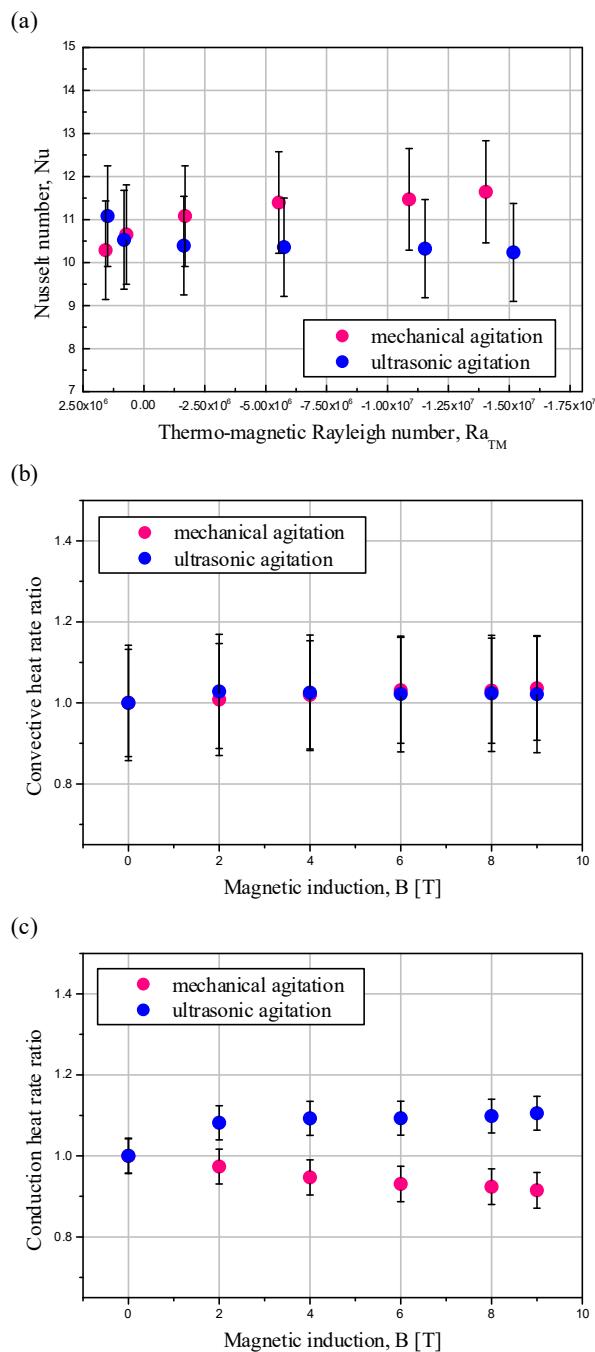 (a)
15
14
13
12
11
10
9
8
7
Nusselt number, Nu
mechanical agitation
ultrasonic agitation
2.50x10⁶ 0.00 -2.50x10⁶ -5.00x10⁶ -7.50x10⁶ -1.00x10⁷ -1.25x10⁷ -1.50x10⁷ -1.75x10⁷
Thermo-magnetic Rayleigh number, Ra_TM
(b)
mechanical agitation
ultrasonic agitation
1.4
1.2
1.0
0.8
Convective heat rate ratio
0 2 4 6 8 10
Magnetic induction, B [T]
(c)
mechanical agitation
ultrasonic agitation
1.4
1.2
1.0
0.8
Conduction heat rate ratio
0 2 4 6 8 10
Magnetic induction, B [T]